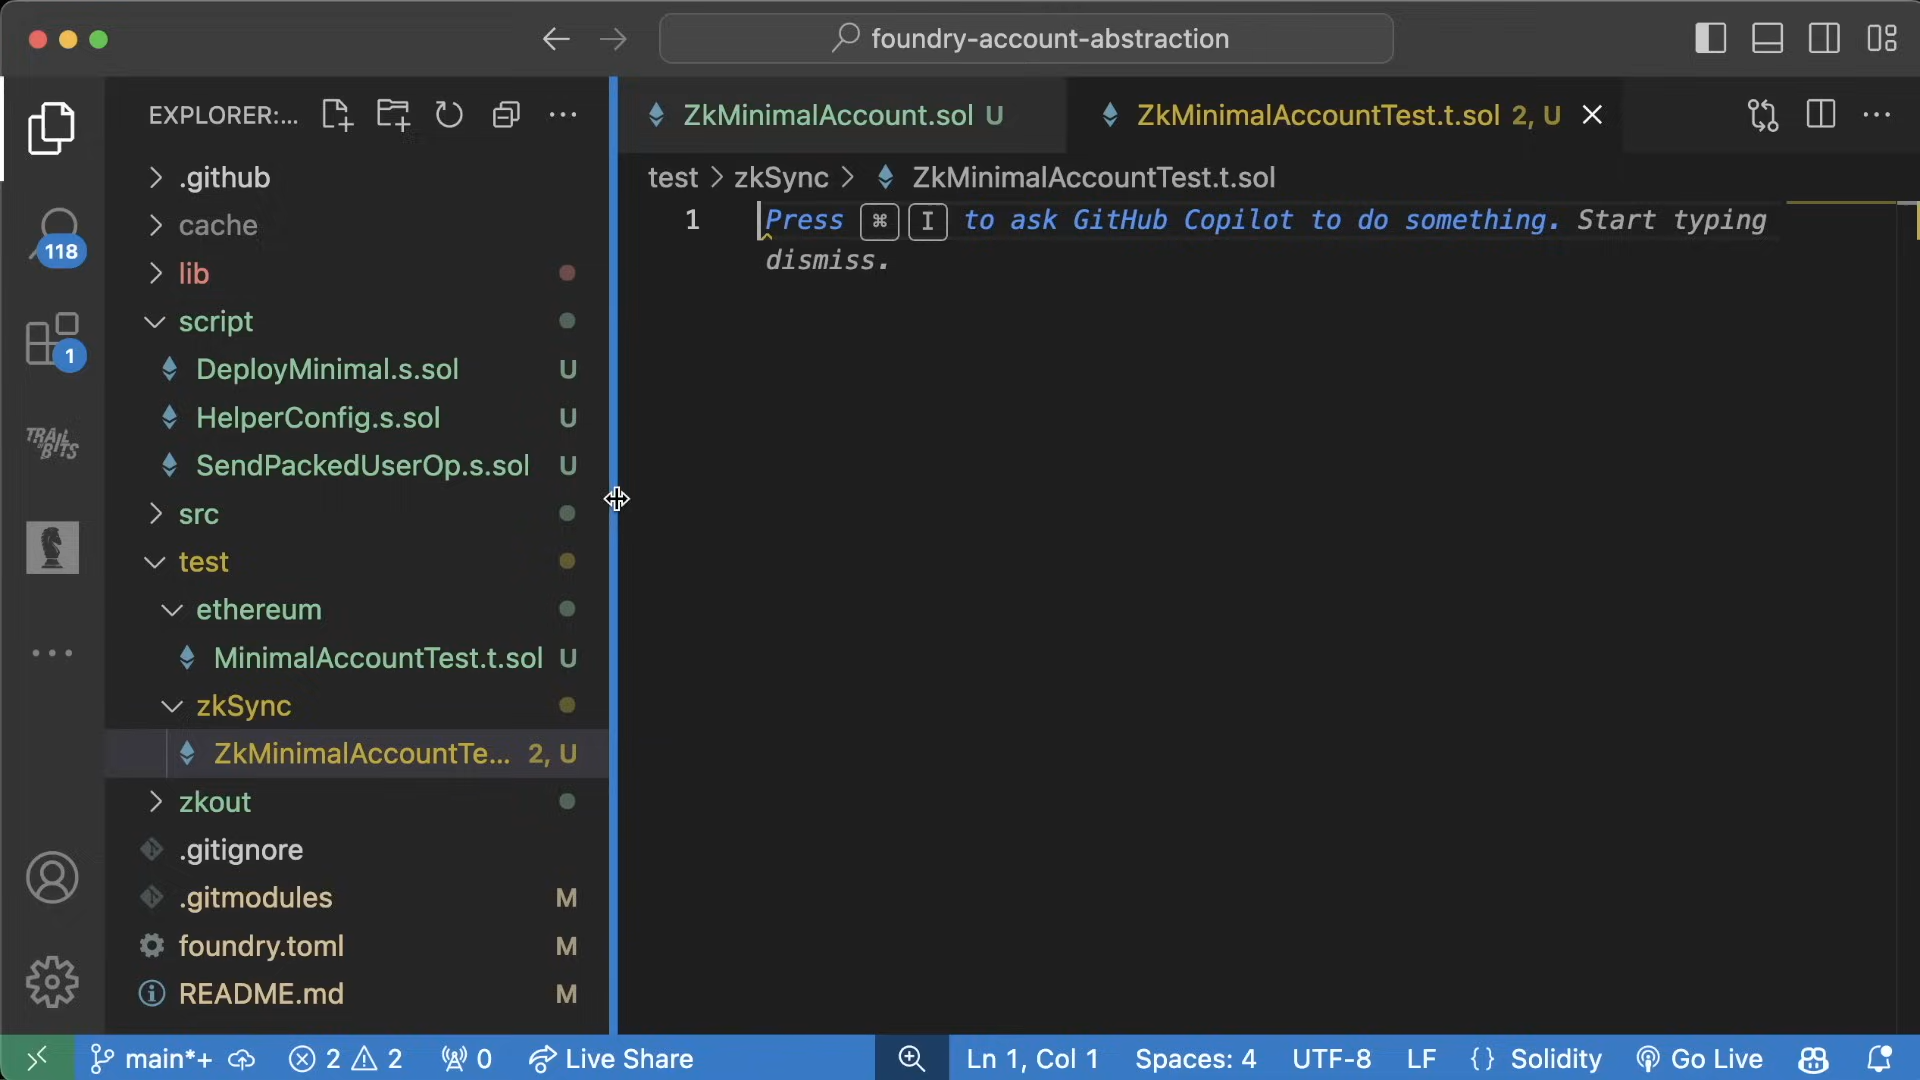 foundry-account-abstraction
EXPLORER:...
ZkMinimalAccount.sol U
ZkMinimalAccountTest.t.sol 2, U
test > zkSync > ZkMinimalAccountTest.t.sol
1
Press ⌘ I to ask GitHub Copilot to do something. Start typing
dismiss.
.github
cache
lib
script
DeployMinimal.s.sol U
HelperConfig.s.sol U
SendPackedUserOp.s.sol U
src
test
ethereum
MinimalAccountTest.t.sol U
zkSync
ZkMinimalAccountTe... 2, U
zkout
.gitignore
.gitmodules M
foundry.toml M
README.md M
118
1
TRAIL OF BITS
main*+ 2 2 0 Live Share Ln 1, Col 1 Spaces: 4 UTF-8 LF {} Solidity Go Live